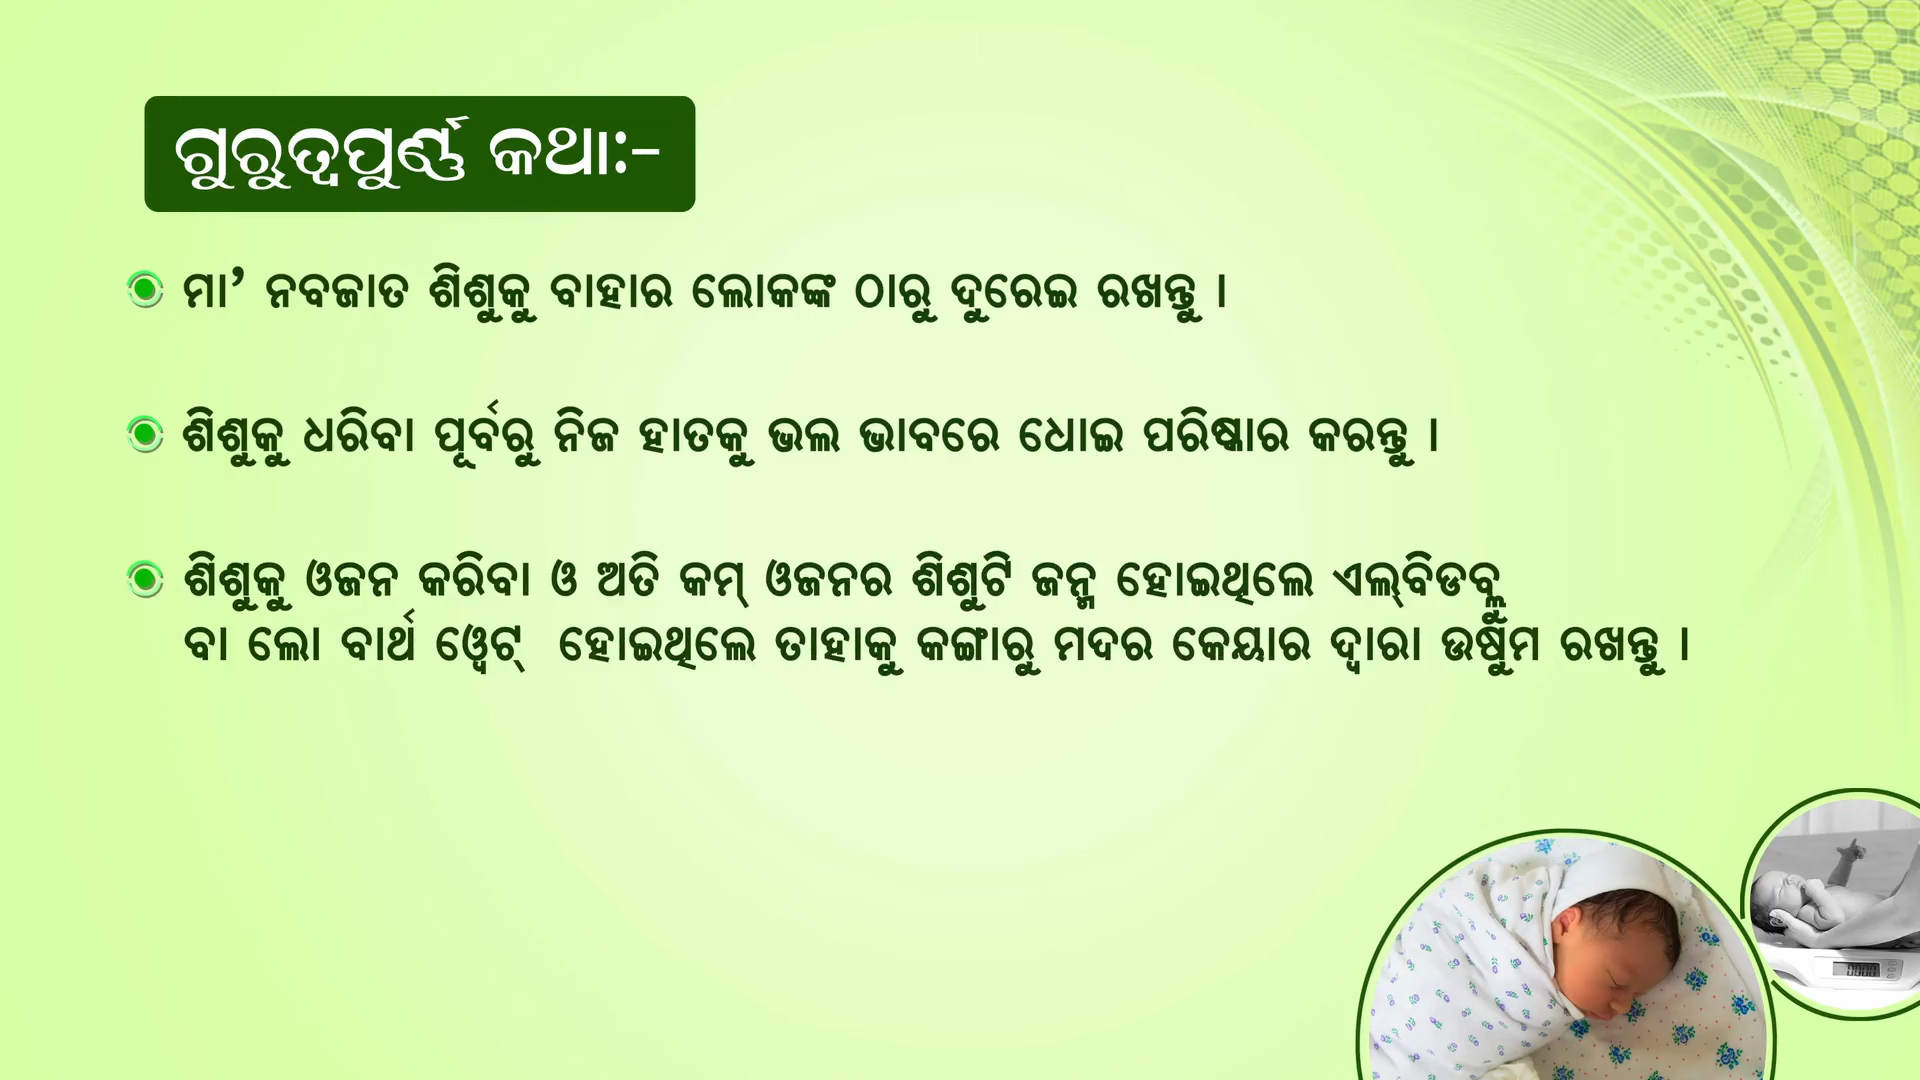 ଗୁରୁତ୍ୱପୁର୍ଣ୍ଣ କଥା:-
ମା’ ନବଜାତ ଶିଶୁକୁ ବାହାର ଲୋକଙ୍କ ଠାରୁ ଦୁରେଇ ରଖନ୍ତୁ ।
ଶିଶୁକୁ ଧରିବା ପୂର୍ବରୁ ନିଜ ହାତକୁ ଭଲ ଭାବରେ ଧୋଇ ପରିଷ୍କାର କରନ୍ତୁ ।
ଶିଶୁକୁ ଓଜନ କରିବା ଓ ଅତି କମ୍ ଓଜନର ଶିଶୁଟି ଜନ୍ମ ହୋଇଥିଲେ ଏଲ୍‌ବିଡବ୍ଲୁ
ବା ଲୋ ବାର୍ଥ ଓ୍ୱେଟ୍ ହୋଇଥିଲେ ତାହାକୁ କଙ୍ଗାରୁ ମଦର କେୟାର ଦ୍ୱାରା ଉଷୁମ ରଖନ୍ତୁ ।